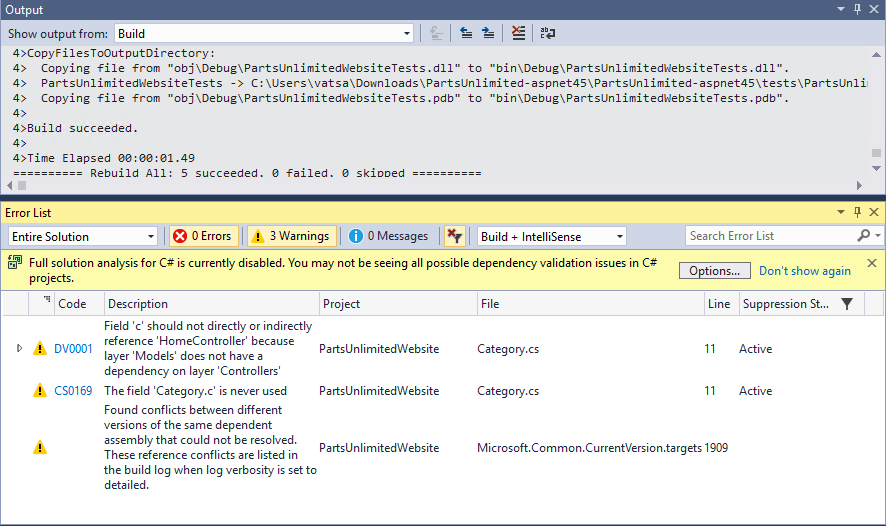 Output
Show output from: Build
4>CopyFilesToOutputDirectory:
4>  Copying file from "obj\Debug\PartsUnlimitedWebsiteTests.dll" to "bin\Debug\PartsUnlimitedWebsiteTests.dll".
4>  PartsUnlimitedWebsiteTests -> C:\Users\vatsa\Downloads\PartsUnlimited-aspnet45\PartsUnlimited-aspnet45\tests\PartsUnli
4>  Copying file from "obj\Debug\PartsUnlimitedWebsiteTests.pdb" to "bin\Debug\PartsUnlimitedWebsiteTests.pdb".
4>
4>Build succeeded.
4>
4>Time Elapsed 00:00:01.49
========== Rebuild All: 5 succeeded, 0 failed, 0 skipped ==========
Error List
Entire Solution 0 Errors 3 Warnings 0 Messages Build + IntelliSense Search Error List
Full solution analysis for C# is currently disabled. You may not be seeing all possible dependency validation issues in C#
projects.
Options... Don't show again
Code Description Project File Line Suppression St...
Field 'c' should not directly or indirectly
reference 'HomeController' because
DV0001 layer 'Models' does not have a PartsUnlimitedWebsite Category.cs 11 Active
dependency on layer 'Controllers'
CS0169 The field 'Category.c' is never used PartsUnlimitedWebsite Category.cs 11 Active
Found conflicts between different
versions of the same dependent
assembly that could not be resolved.
These reference conflicts are listed in PartsUnlimitedWebsite Microsoft.Common.CurrentVersion.targets 1909
the build log when log verbosity is set to
detailed.